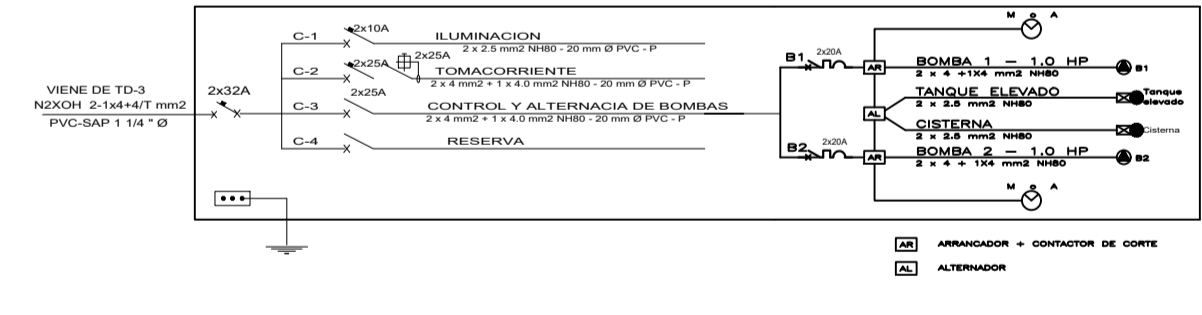 VIENE DE TD-3
N2XOH 2-1x4+4/T mm2
PVC-SAP 1 1/4 " Ø
2x32A
C-1
2x10A
ILUMINACION
2 x 2.5 mm2 NH80 - 20 mm Ø PVC - P
C-2
2x25A
2x25A
TOMACORRIENTE
2 x 4 mm2 + 1 x 4.0 mm2 NH80 - 20 mm Ø PVC - P
C-3
2x25A
CONTROL Y ALTERNACIA DE BOMBAS
2 x 4 mm2 + 1 x 4.0 mm2 NH80 - 20 mm Ø PVC - P
C-4
RESERVA
M o A
B1
2x20A
AR
BOMBA 1 - 1.0 HP
2 x 4 +1X4 mm2 NH80
B1
TANQUE ELEVADO
2 x 2.5 mm2 NH80
Tanque
elevado
AL
CISTERNA
2 x 2.5 mm2 NH80
Cisterna
B2
2x20A
AR
BOMBA 2 - 1.0 HP
2 x 4 + 1X4 mm2 NH80
B2
M o A
AR ARRANCADOR + CONTACTOR DE CORTE
AL ALTERNADOR